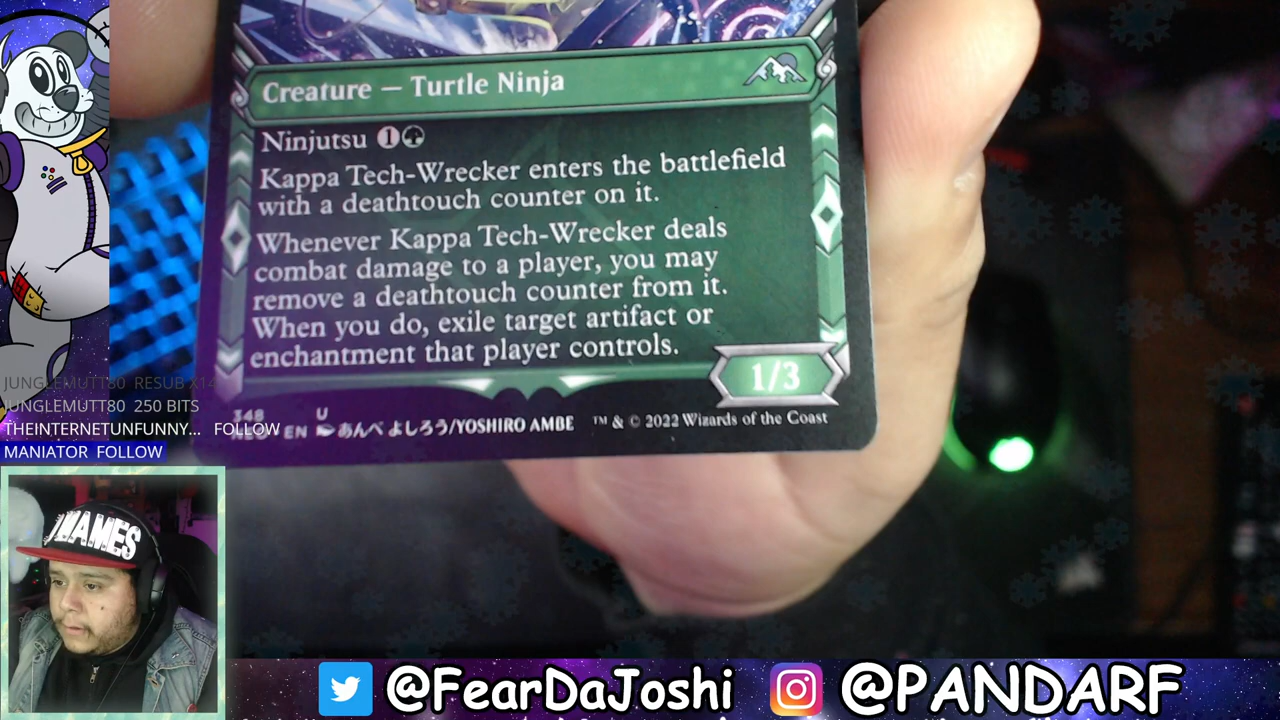 Creature — Turtle Ninja
Ninjutsu 1
Kappa Tech-Wrecker enters the battlefield
with a deathtouch counter on it.
Whenever Kappa Tech-Wrecker deals
combat damage to a player, you may
remove a deathtouch counter from it.
When you do, exile target artifact or
enchantment that player controls.
1/3
348 U
EN あんべ よしろう/YOSHIRO AMBE ™ & © 2022 Wizards of the Coast
JUNGLEMUTT80 RESUB X14
JUNGLEMUTT80 250 BITS
THEINTERNETUNFUNNY... FOLLOW
MANIATOR FOLLOW
@FearDaJoshi @PANDARF